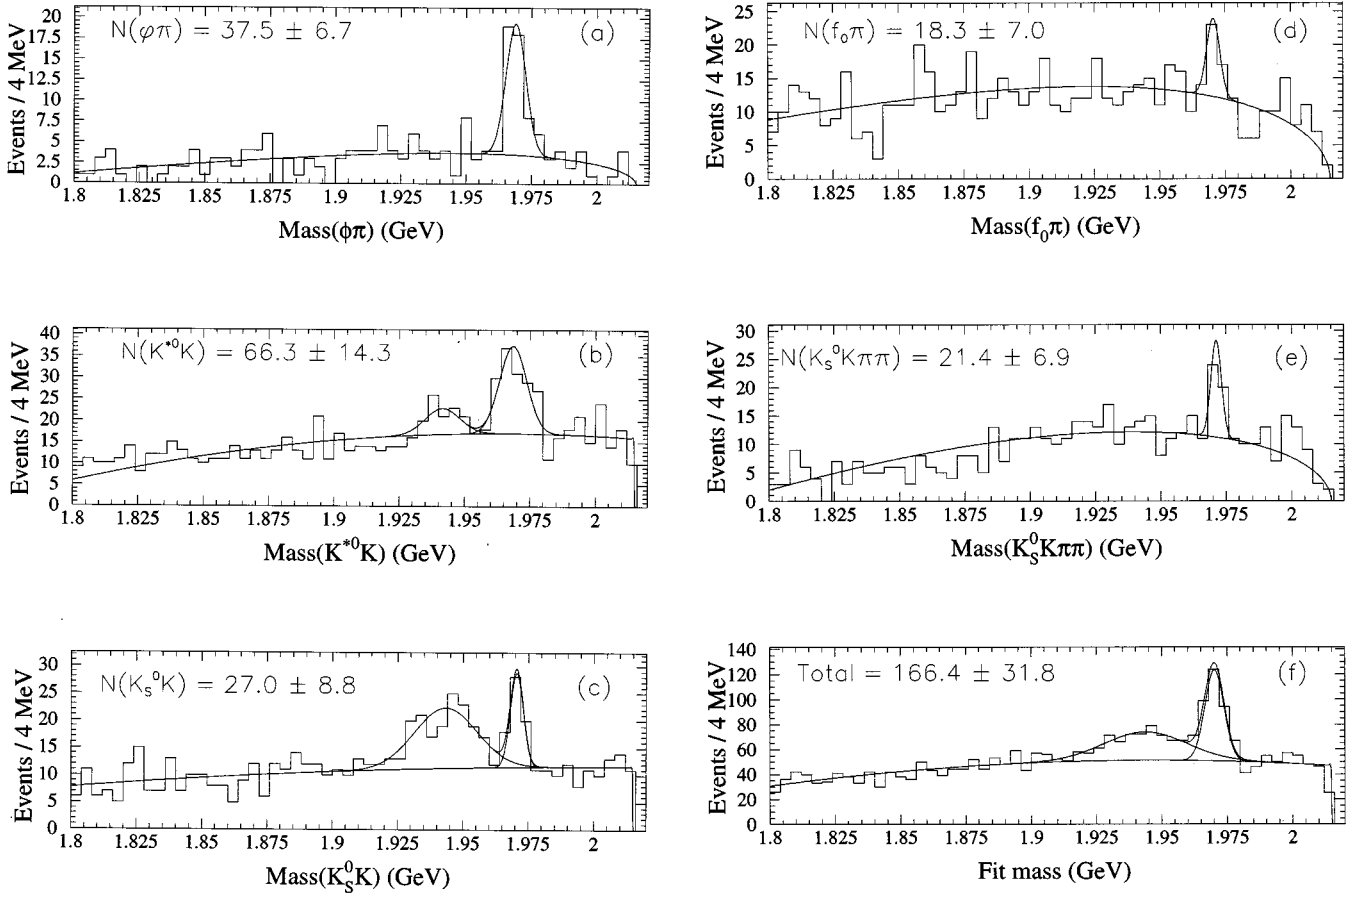 N(φπ) = 37.5 ± 6.7
(a)
Events / 4 MeV
20
17.5
15
12.5
10
7.5
5
2.5
0
1.8 1.825 1.85 1.875 1.9 1.925 1.95 1.975 2
Mass(ϕπ) (GeV)
N(f₀π) = 18.3 ± 7.0
(d)
Events / 4 MeV
25
20
15
10
5
0
1.8 1.825 1.85 1.875 1.9 1.925 1.95 1.975 2
Mass(f₀π) (GeV)
N(K*⁰K) = 66.3 ± 14.3
(b)
Events / 4 MeV
40
35
30
25
20
15
10
5
0
1.8 1.825 1.85 1.875 1.9 1.925 1.95 1.975 2
Mass(K*⁰K) (GeV)
N(Kₛ⁰Kππ) = 21.4 ± 6.9
(e)
Events / 4 MeV
30
25
20
15
10
5
0
1.8 1.825 1.85 1.875 1.9 1.925 1.95 1.975 2
Mass(K⁰_SKππ) (GeV)
N(Kₛ⁰K) = 27.0 ± 8.8
(c)
Events / 4 MeV
30
25
20
15
10
5
0
1.8 1.825 1.85 1.875 1.9 1.925 1.95 1.975 2
Mass(K⁰_SK) (GeV)
Total = 166.4 ± 31.8
(f)
Events / 4 MeV
140
120
100
80
60
40
20
0
1.8 1.825 1.85 1.875 1.9 1.925 1.95 1.975 2
Fit mass (GeV)